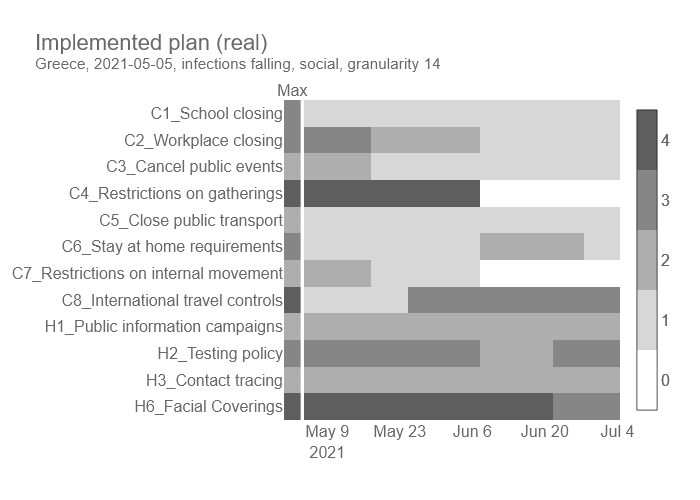 Implemented plan (real)
Greece, 2021-05-05, infections falling, social, granularity 14
Max
C1_School closing
C2_Workplace closing
C3_Cancel public events
C4_Restrictions on gatherings
C5_Close public transport
C6_Stay at home requirements
C7_Restrictions on internal movement
C8_International travel controls
H1_Public information campaigns
H2_Testing policy
H3_Contact tracing
H6_Facial Coverings
4
3
2
1
0
May 9 May 23 Jun 6 Jun 20 Jul 4
2021